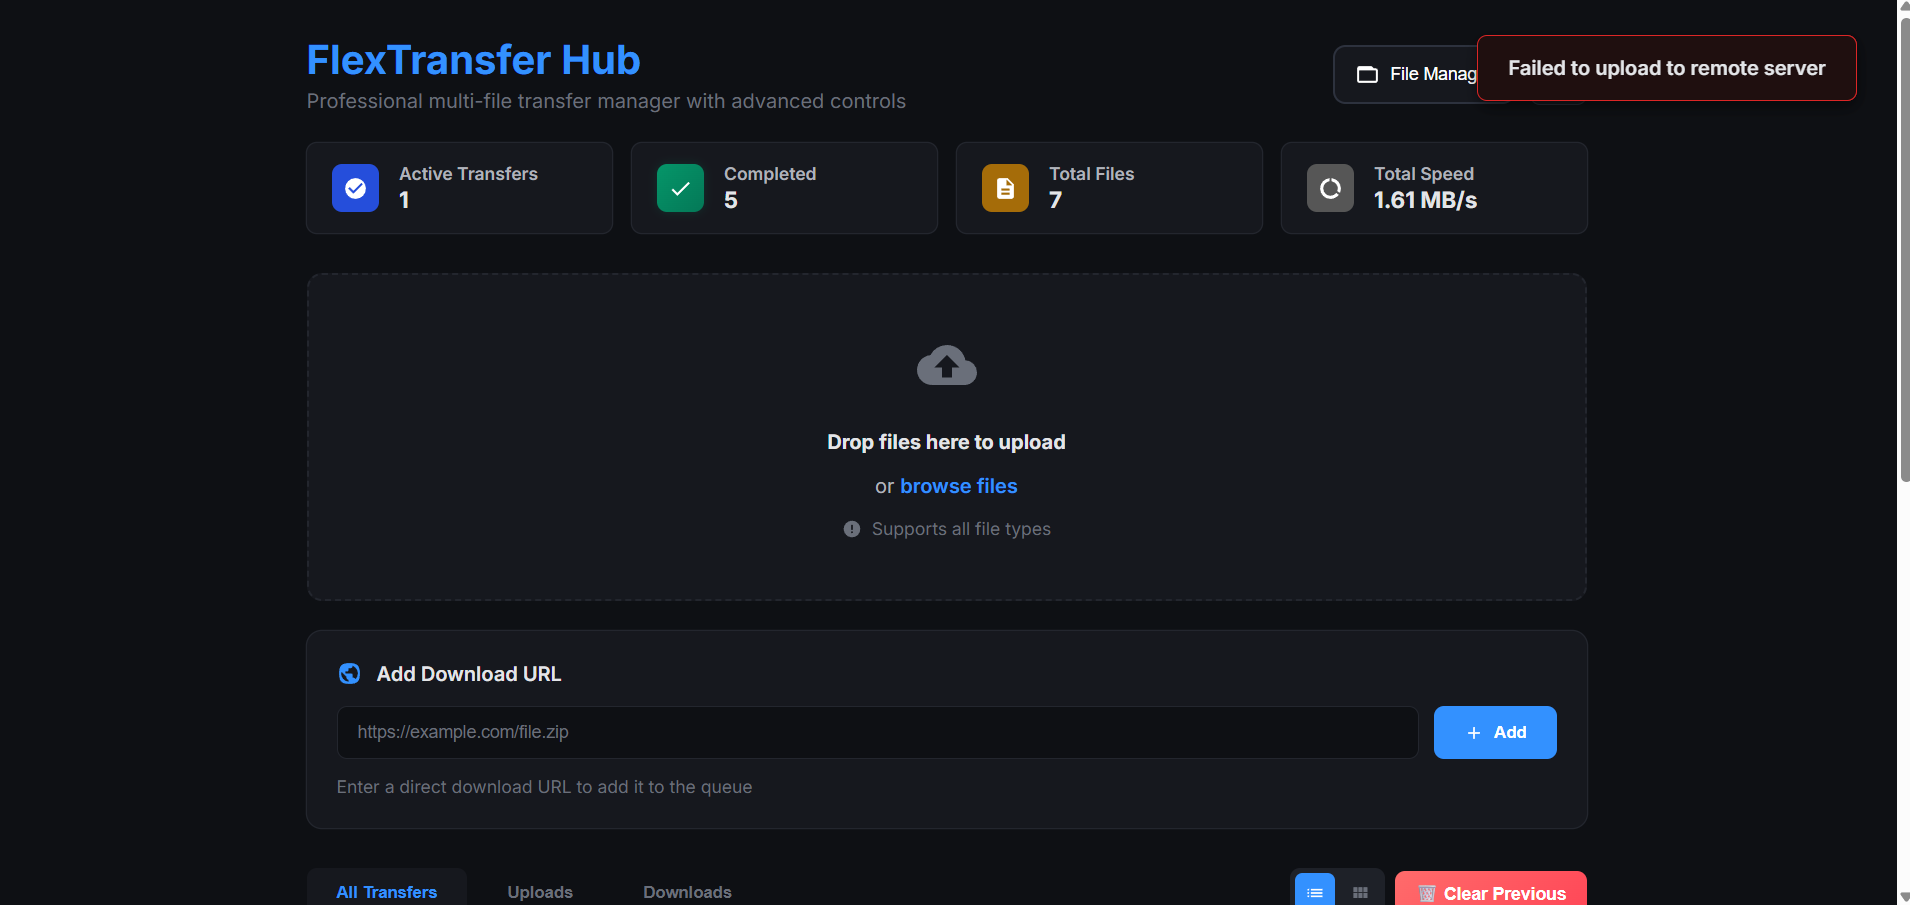 FlexTransfer Hub
Professional multi-file transfer manager with advanced controls
File Manag
Failed to upload to remote server
Active Transfers
1
Completed
5
Total Files
7
Total Speed
1.61 MB/s
Drop files here to upload
or browse files
Supports all file types
Add Download URL
https://example.com/file.zip
+ Add
Enter a direct download URL to add it to the queue
All Transfers
Uploads
Downloads
Clear Previous